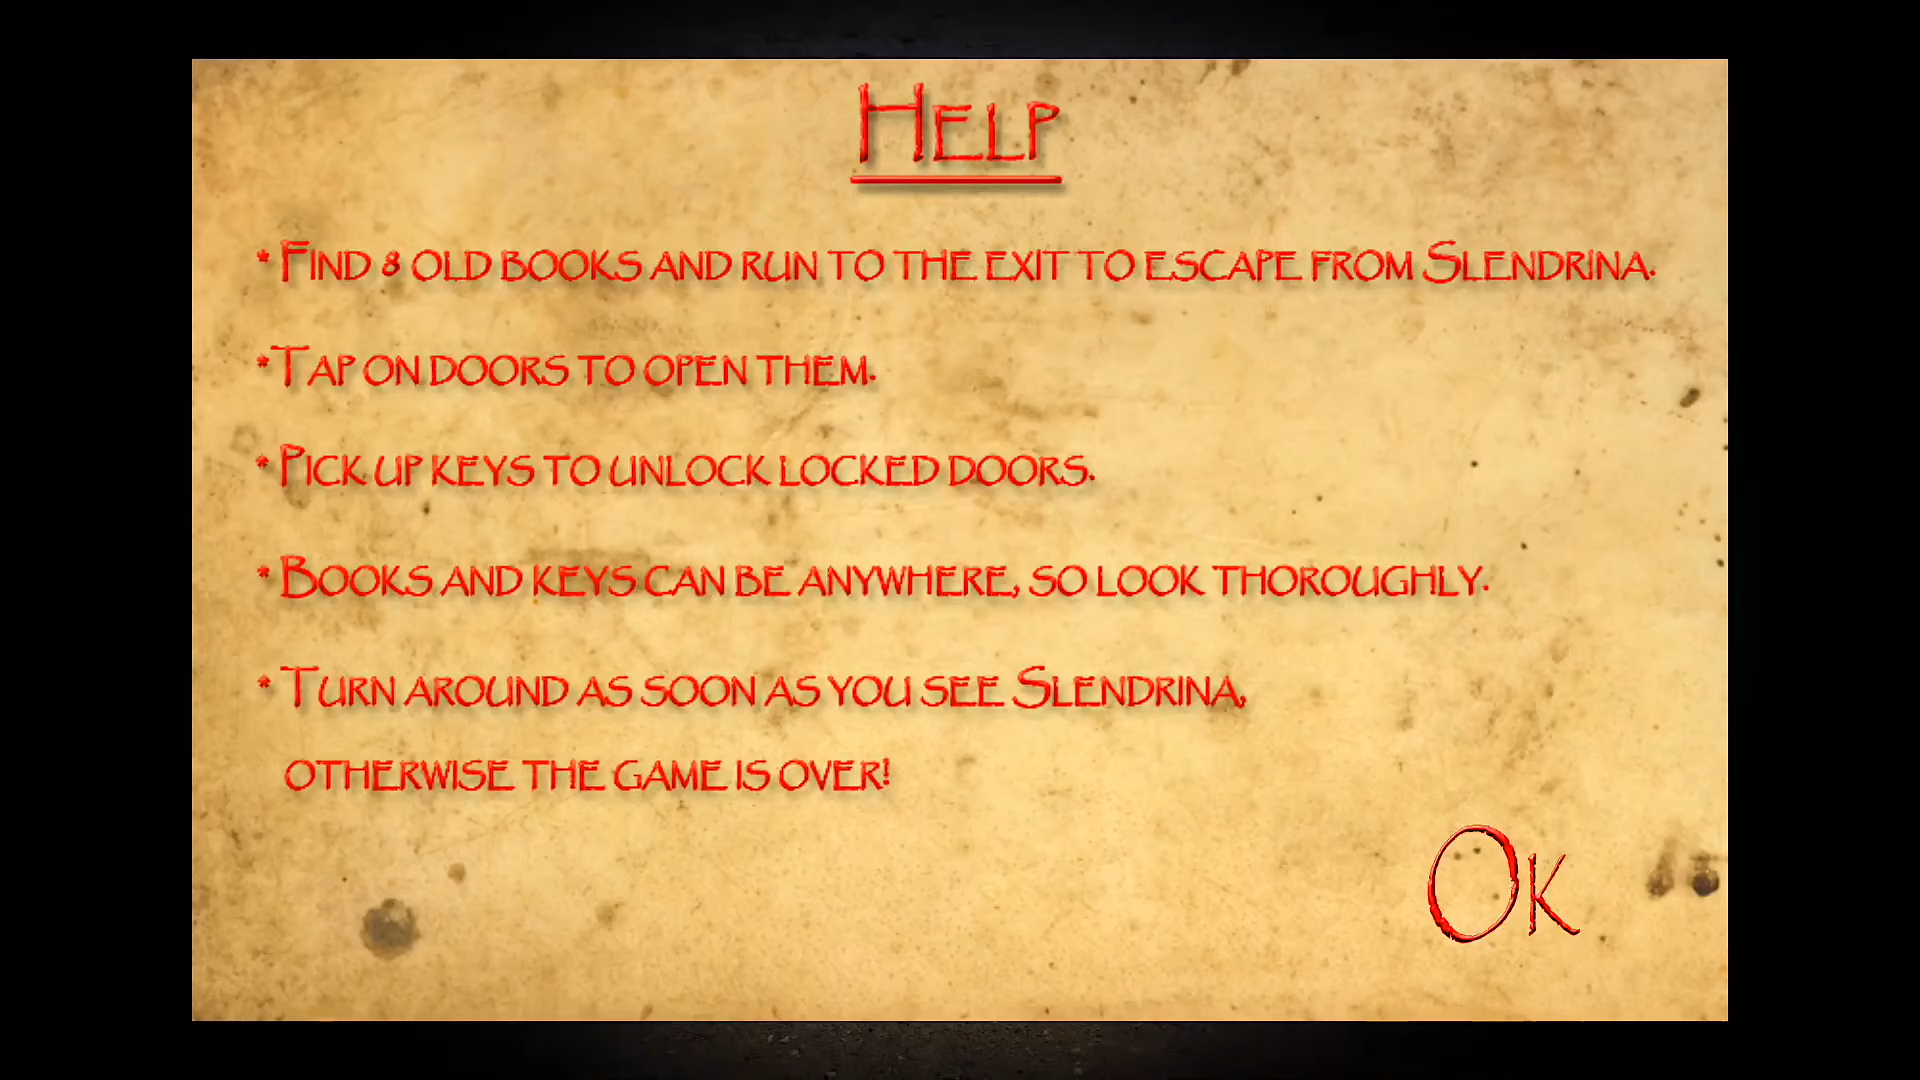 Help
* Find 8 old books and run to the exit to escape from Slendrina.
* Tap on doors to open them.
* Pick up keys to unlock locked doors.
* Books and keys can be anywhere, so look thoroughly.
* Turn around as soon as you see Slendrina,
otherwise the game is over!
Ok